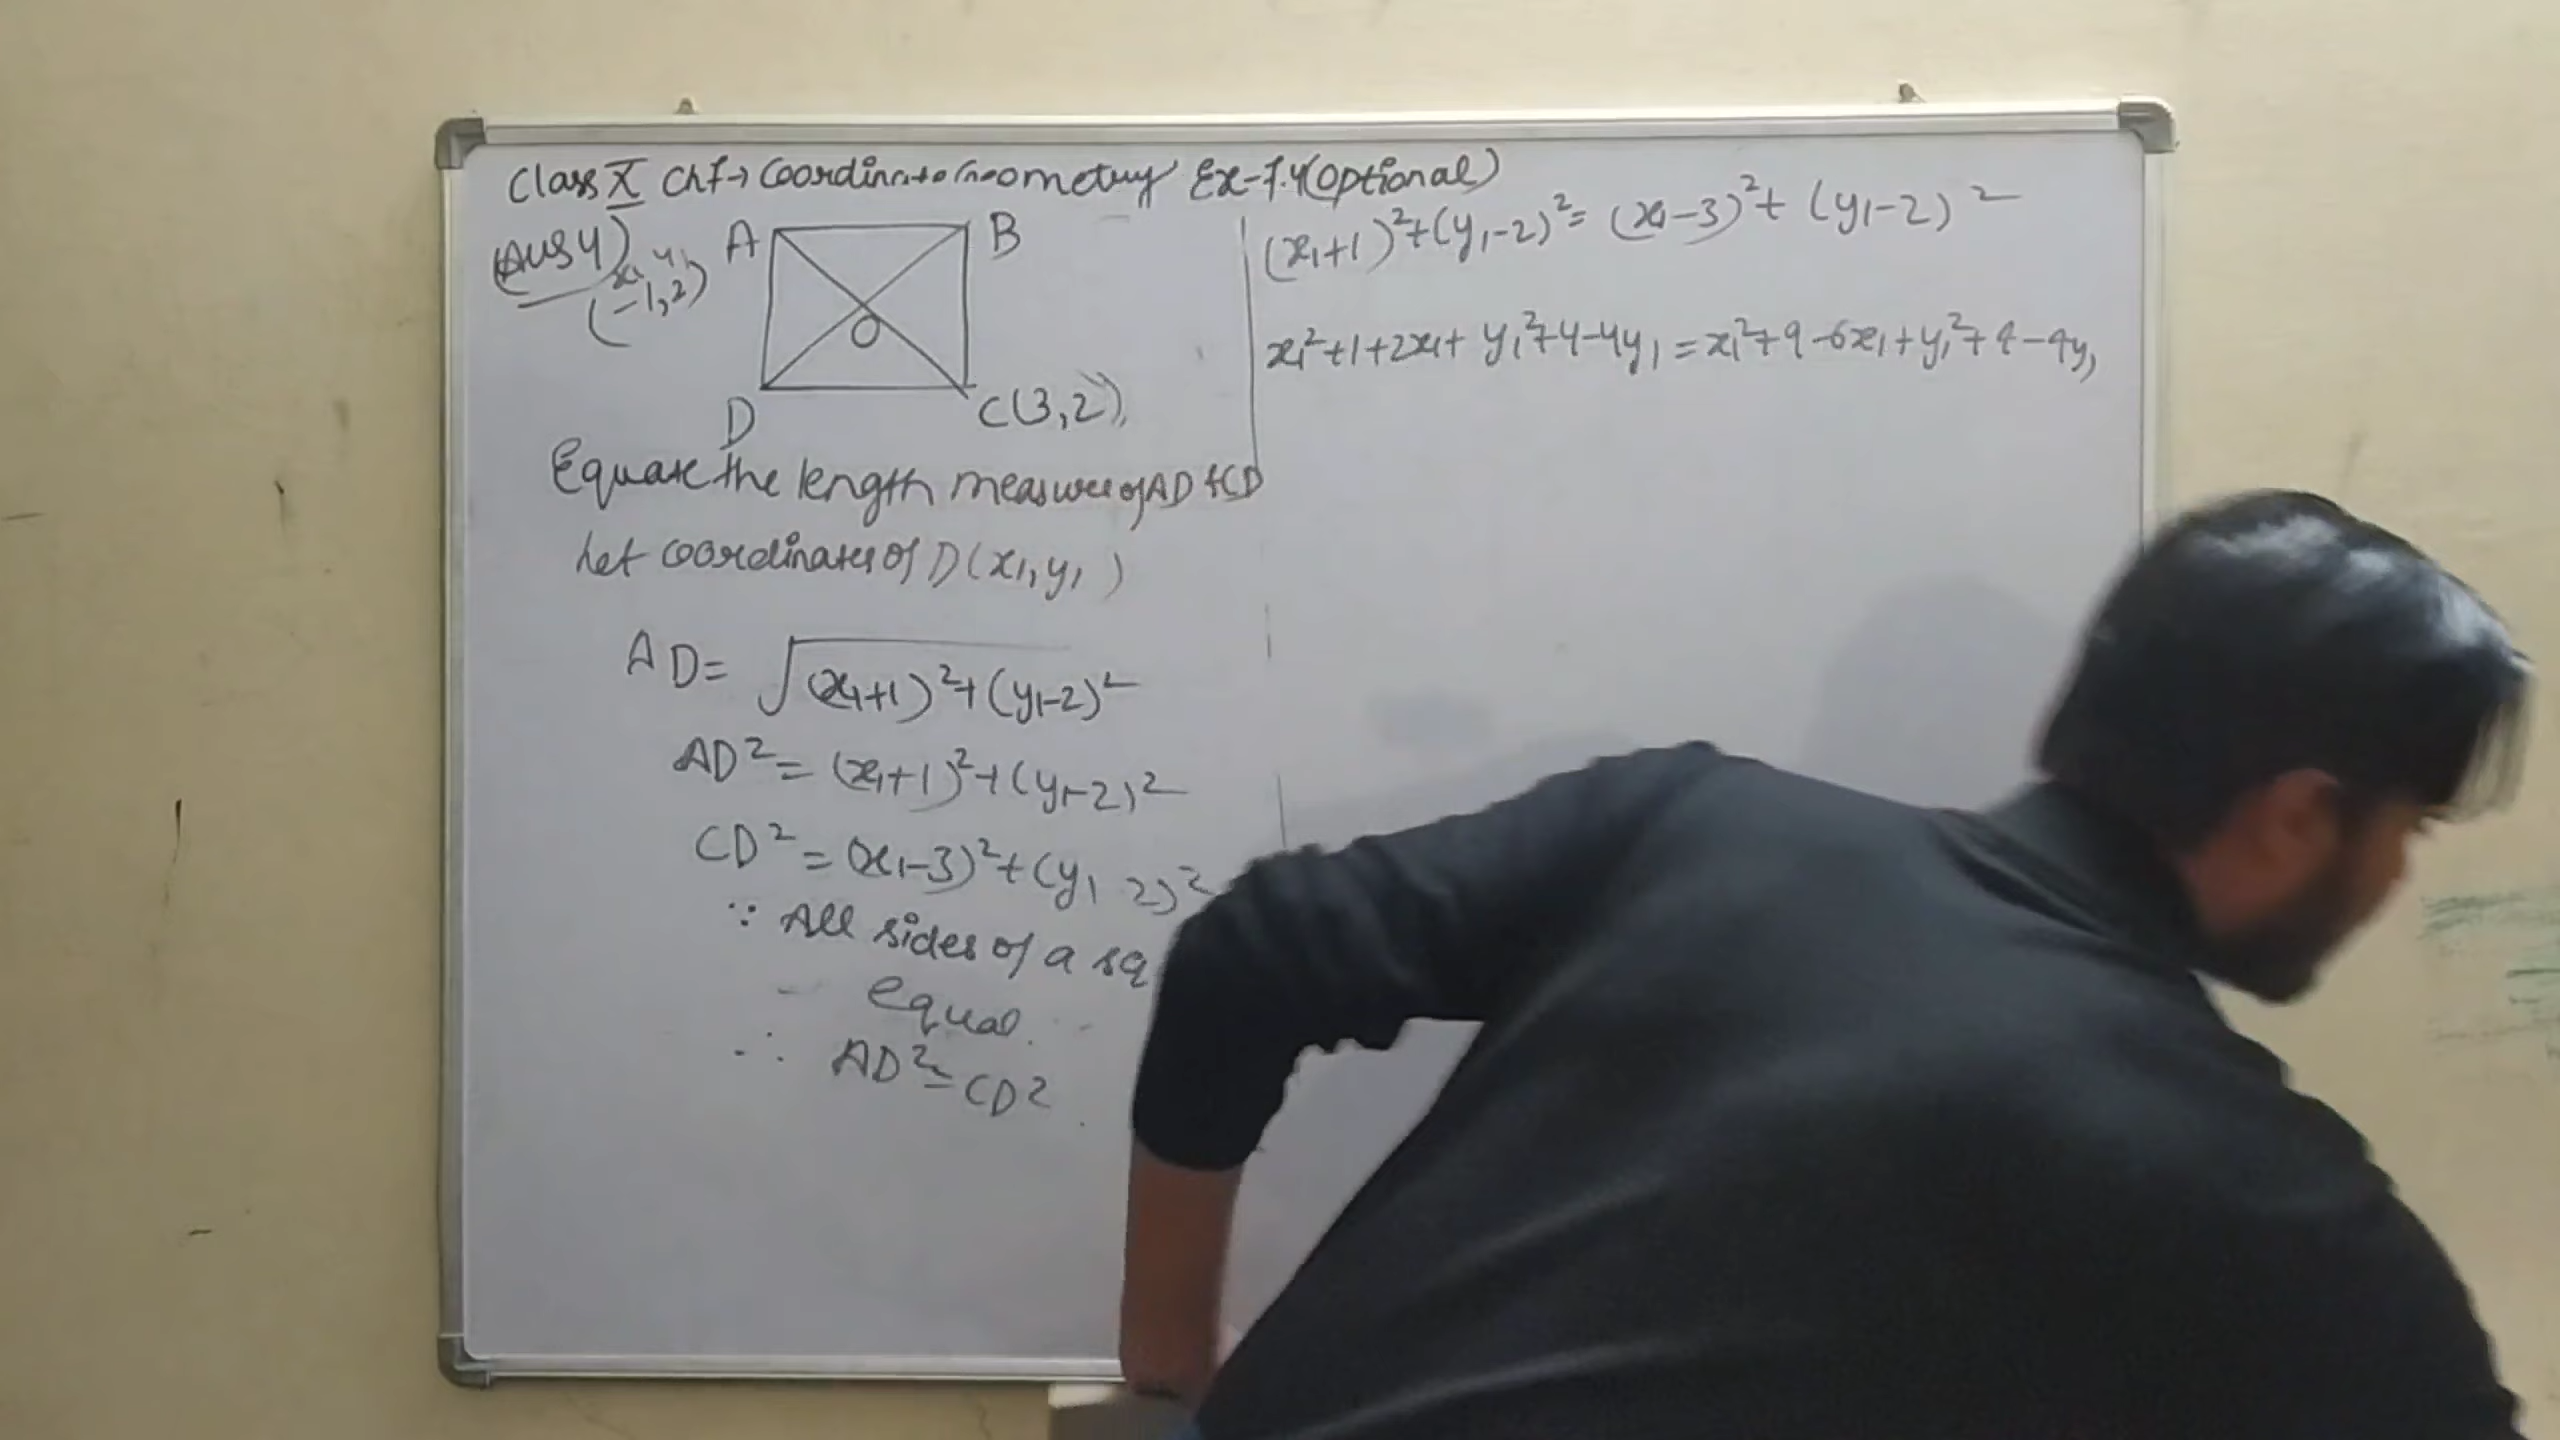 Class X Ch7→ Coordinate Geometry Ex-7.4(Optional)
(Ans4)
x₁ y₁
(-1,2)
A
B
O
D
C(3,2)
Equate the length measure of AD & CD
Let coordinates of D(x₁,y₁)
AD= √(x₁+1)²+(y₁-2)²
AD²= (x₁+1)²+(y₁-2)²
CD²= (x₁-3)²+(y₁ 2)²
∵ All sides of a sq
equal
∴ AD²=CD²
(x₁+1)²+(y₁-2)²= (x₁-3)²+ (y₁-2)²
x₁²+1+2x₁+ y₁²+4-4y₁ = x₁²+9-6x₁+y₁²+4-4y₁